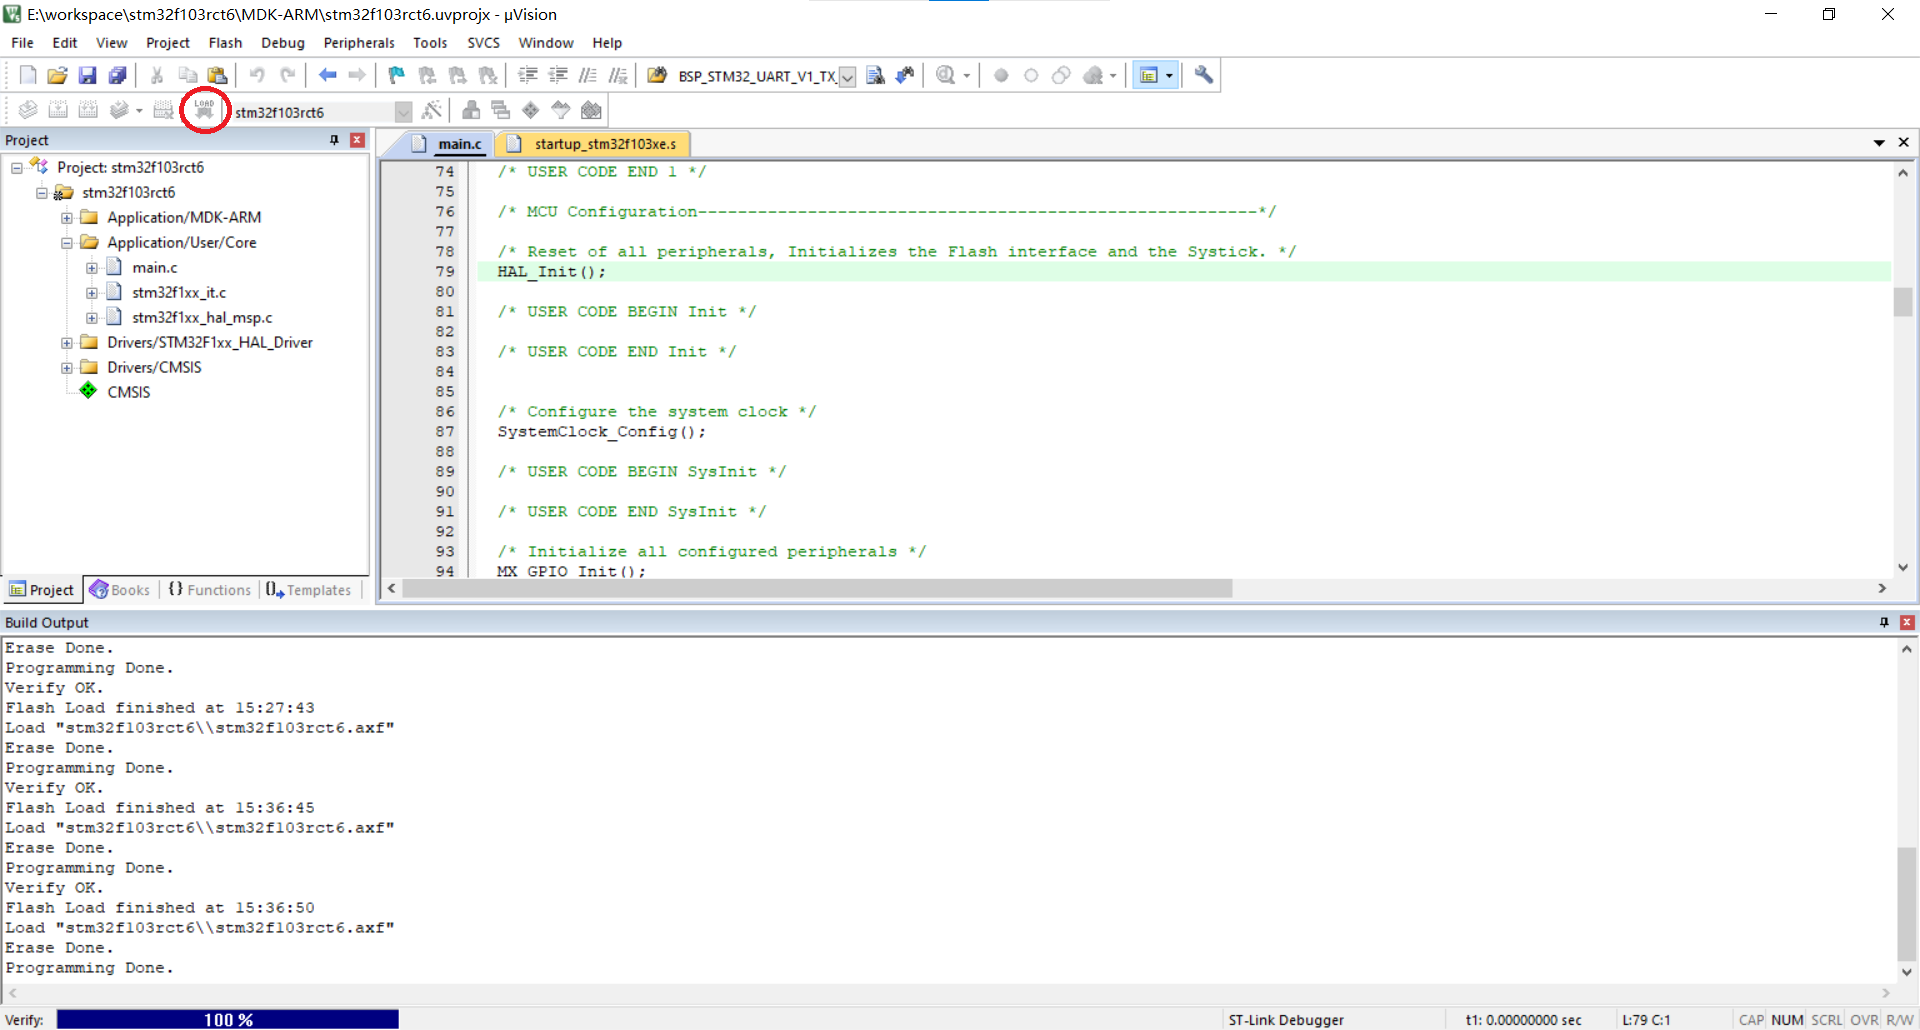 E:\workspace\stm32f103rct6\MDK-ARM\stm32f103rct6.uvprojx - µVision
File Edit View Project Flash Debug Peripherals Tools SVCS Window Help
BSP_STM32_UART_V1_TX_
LOAD stm32f103rct6
Project
main.c startup_stm32f103xe.s
Project: stm32f103rct6
stm32f103rct6
Application/MDK-ARM
Application/User/Core
main.c
stm32f1xx_it.c
stm32f1xx_hal_msp.c
Drivers/STM32F1xx_HAL_Driver
Drivers/CMSIS
CMSIS
Project Books {} Functions Templates
74 /* USER CODE END 1 */
75
76 /* MCU Configuration--------------------------------------------------------*/
77
78 /* Reset of all peripherals, Initializes the Flash interface and the Systick. */
79 HAL_Init();
80
81 /* USER CODE BEGIN Init */
82
83 /* USER CODE END Init */
84
85
86 /* Configure the system clock */
87 SystemClock_Config();
88
89 /* USER CODE BEGIN SysInit */
90
91 /* USER CODE END SysInit */
92
93 /* Initialize all configured peripherals */
94 MX_GPIO_Init();
Build Output
Erase Done.
Programming Done.
Verify OK.
Flash Load finished at 15:27:43
Load "stm32f103rct6\\stm32f103rct6.axf"
Erase Done.
Programming Done.
Verify OK.
Flash Load finished at 15:36:45
Load "stm32f103rct6\\stm32f103rct6.axf"
Erase Done.
Programming Done.
Verify OK.
Flash Load finished at 15:36:50
Load "stm32f103rct6\\stm32f103rct6.axf"
Erase Done.
Programming Done.
Verify: 100 % ST-Link Debugger t1: 0.00000000 sec L:79 C:1 CAP NUM SCRL OVR R/W